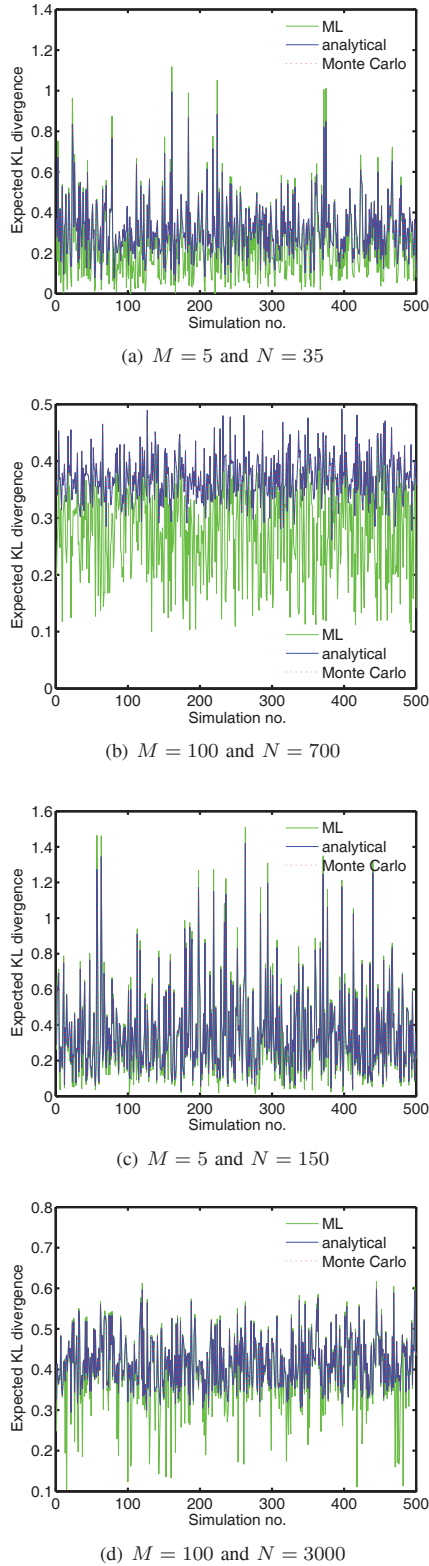 1.4
1.2
1
0.8
0.6
0.4
0.2
0
Expected KL divergence
ML
analytical
Monte Carlo
0 100 200 300 400 500
Simulation no.
(a) M = 5 and N = 35
0.5
0.4
0.3
0.2
0.1
0
Expected KL divergence
ML
analytical
Monte Carlo
0 100 200 300 400 500
Simulation no.
(b) M = 100 and N = 700
1.6
1.4
1.2
1
0.8
0.6
0.4
0.2
0
Expected KL divergence
ML
analytical
Monte Carlo
0 100 200 300 400 500
Simulation no.
(c) M = 5 and N = 150
0.8
0.7
0.6
0.5
0.4
0.3
0.2
0.1
Expected KL divergence
ML
analytical
Monte Carlo
0 100 200 300 400 500
Simulation no.
(d) M = 100 and N = 3000